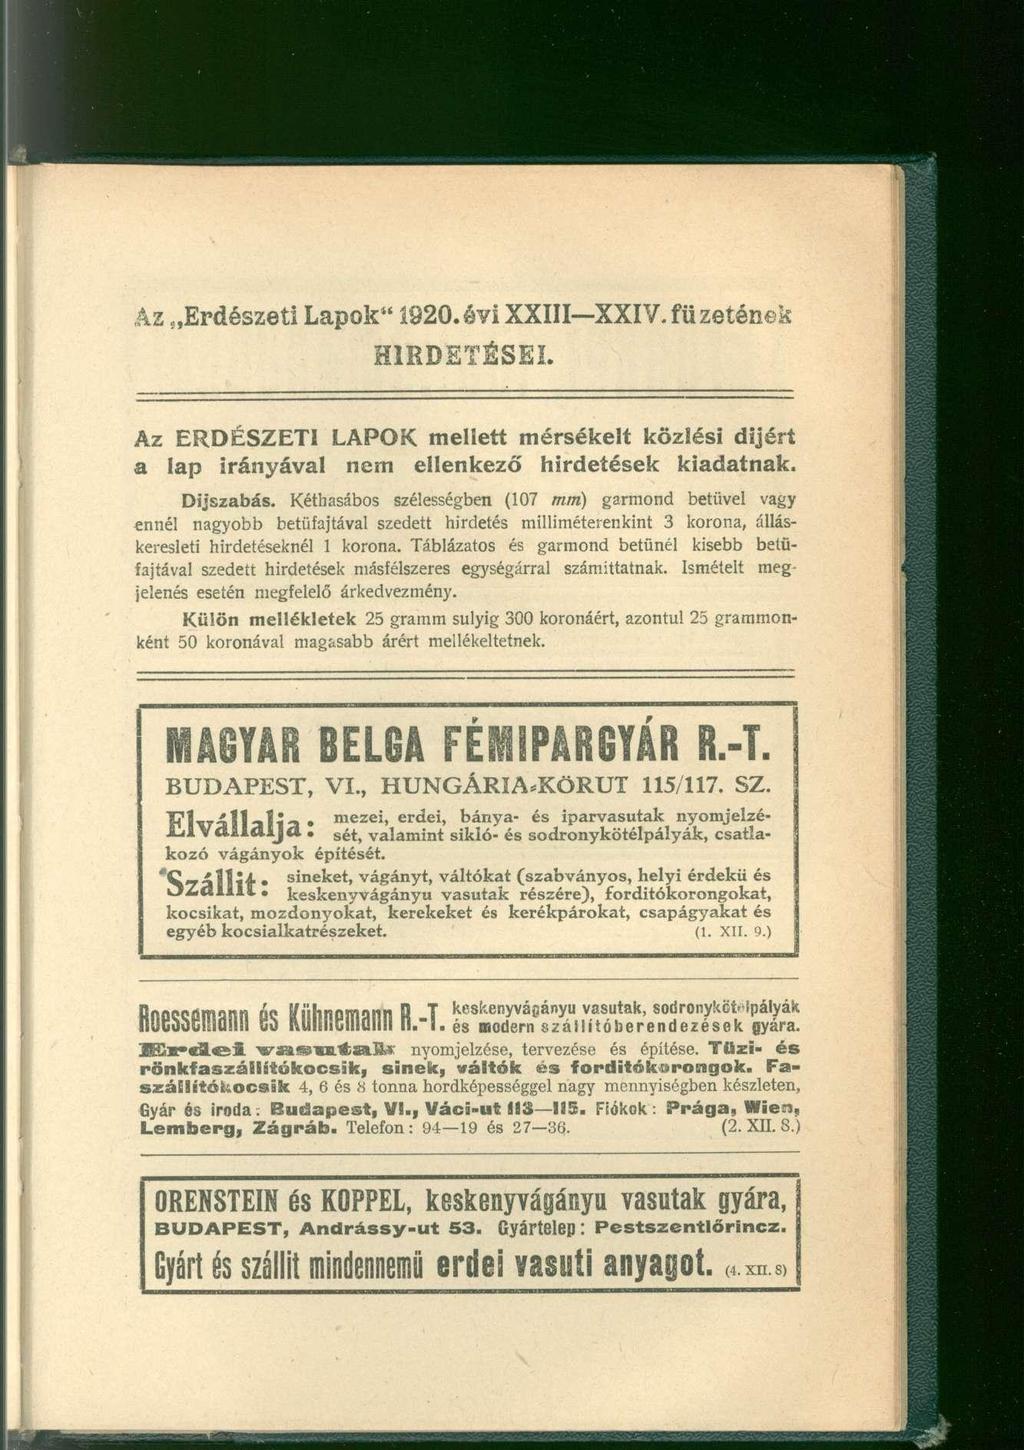 Az „Erdészeti Lapok“ 1920. évi XXIII—XXIV. füzetének
HIRDETÉSEI.
Az ERDÉSZETI LAPOK mellett mérsékelt közlési dijért
a lap irányával nem ellenkező hirdetések kiadatnak.
Dijszabás. Kéthasábos szélességben (107 mm) garmond betüvel vagy
ennél nagyobb betüfajtával szedett hirdetés milliméterenkint 3 korona, állás-
keresleti hirdetéseknél 1 korona. Táblázatos és garmond betünél kisebb betü-
fajtával szedett hirdetések másfélszeres egységárral számittatnak. Ismételt meg-
jelenés esetén megfelelő árkedvezmény.
Külön mellékletek 25 gramm sulyig 300 koronáért, azontul 25 grammon-
ként 50 koronával magasabb árért mellékeltetnek.
MAGYAR BELGA FÉMIPARGYÁR R.-T.
BUDAPEST, VI., HUNGÁRIA-KÖRUT 115/117. SZ.
Elvállalja: mezei, erdei, bánya- és iparvasutak nyomjelzé-
sét, valamint sikló- és sodronykötélpályák, csatla-
kozó vágányok építését.
Szállit: sineket, vágányt, váltókat (szabványos, helyi érdekü és
keskenyvágányu vasutak részére), forditókorongokat,
kocsikat, mozdonyokat, kerekeket és kerékpárokat, csapágyakat és
egyéb kocsialkatrészeket. (1. XII. 9.)
Roessemann és Kühnemann R.-T. keskenyvágányu vasutak, sodronykötélpályák
és modern szállítóberendezések gyára.
Erdei vasutak nyomjelzése, tervezése és épitése. Tüzi- és
rönkfaszállítókocsik, sinek, váltók és forditókorongok. Fa-
szállítókocsik 4, 6 és 8 tonna hordképességgel nagy mennyiségben készleten,
Gyár és iroda: Budapest, VI., Váci-ut 113—115. Fiókok: Prága, Wien,
Lemberg, Zágráb. Telefon: 94—19 és 27—36. (2. XII. 8.)
ORENSTEIN és KOPPEL, keskenyvágányu vasutak gyára,
BUDAPEST, Andrássy-ut 53. Gyártelep: Pestszentlőrincz.
Gyárt és szállit mindennemü erdei vasuti anyagot. (4. XII. 8)